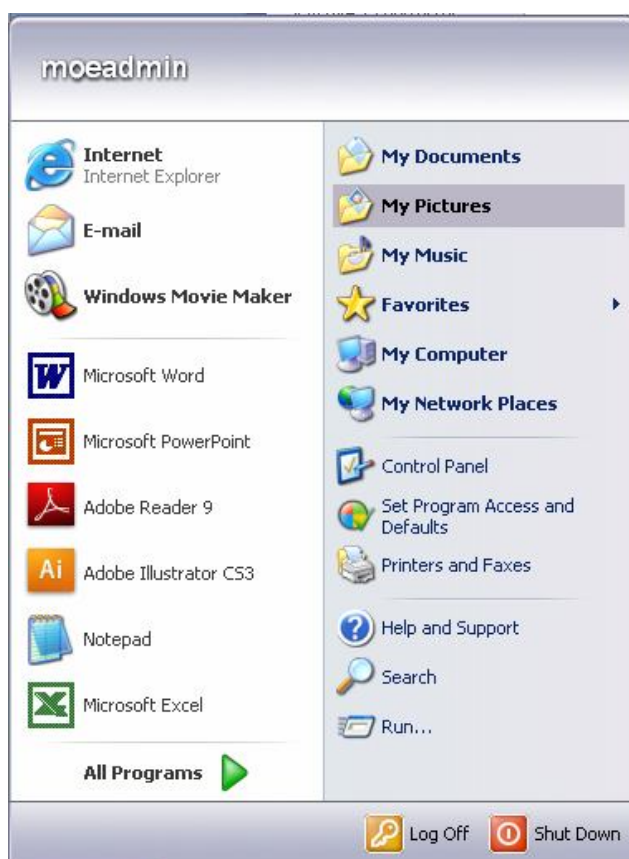 moeadmin
Internet
Internet Explorer
E-mail
Windows Movie Maker
Microsoft Word
Microsoft PowerPoint
Adobe Reader 9
Ai
Adobe Illustrator CS3
Notepad
Microsoft Excel
All Programs
My Documents
My Pictures
My Music
Favorites
My Computer
My Network Places
Control Panel
Set Program Access and
Defaults
Printers and Faxes
Help and Support
Search
Run...
Log Off
Shut Down